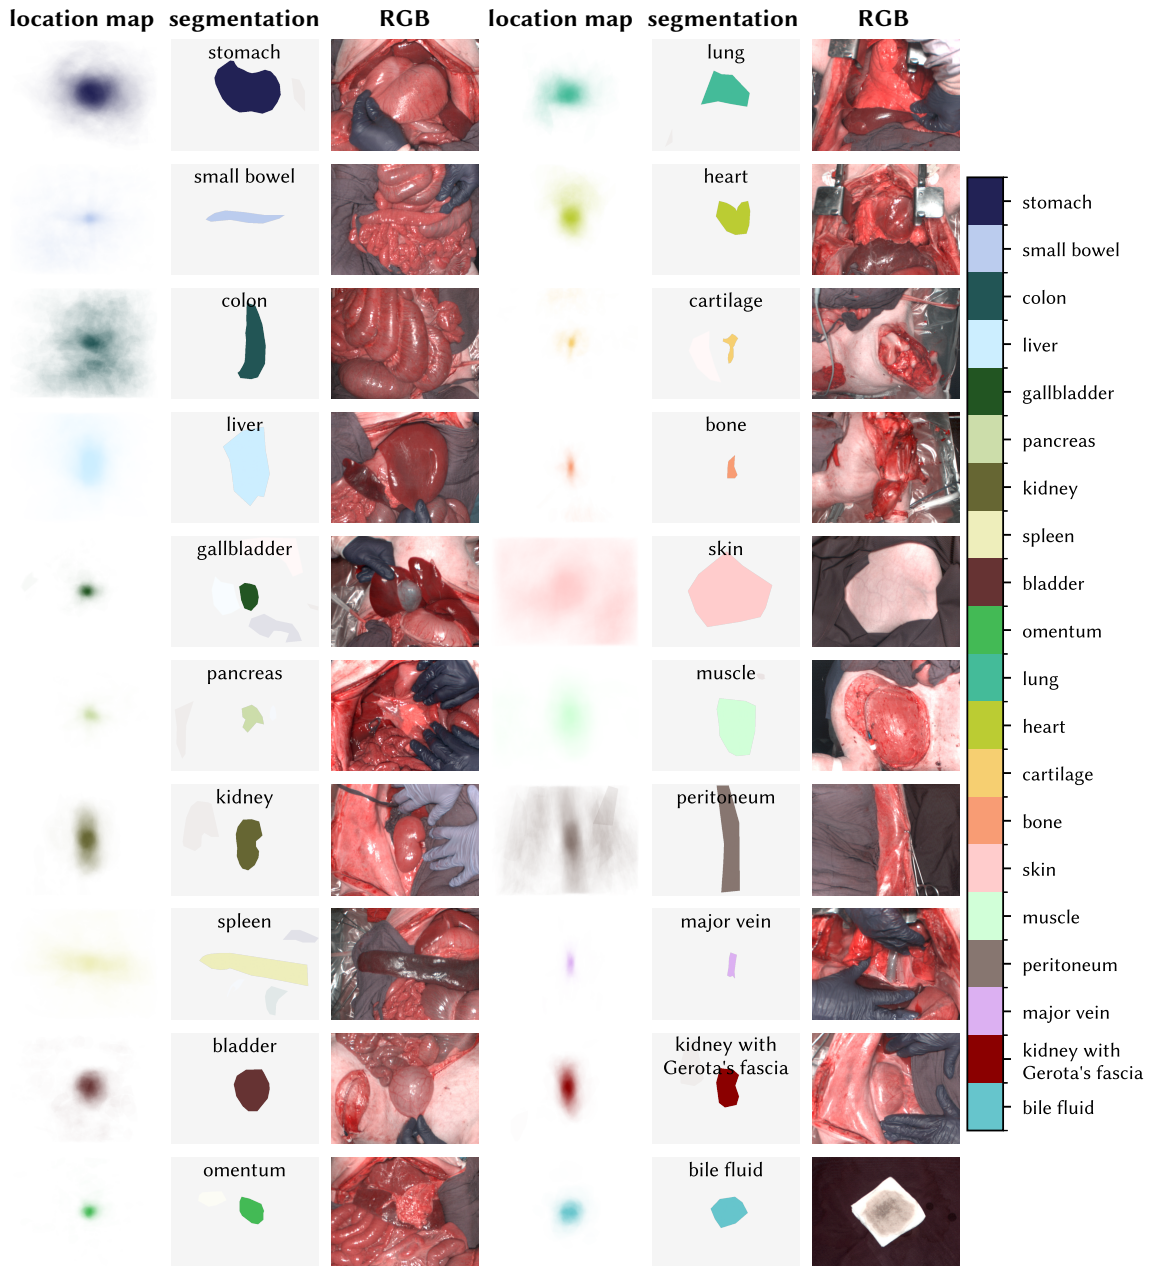 location map segmentation RGB location map segmentation RGB
stomach
lung
small bowel
heart
colon
cartilage
liver
bone
gallbladder
skin
pancreas
muscle
kidney
peritoneum
spleen
major vein
bladder
kidney with
Gerota's fascia
omentum
bile fluid
stomach
small bowel
colon
liver
gallbladder
pancreas
kidney
spleen
bladder
omentum
lung
heart
cartilage
bone
skin
muscle
peritoneum
major vein
kidney with
Gerota's fascia
bile fluid